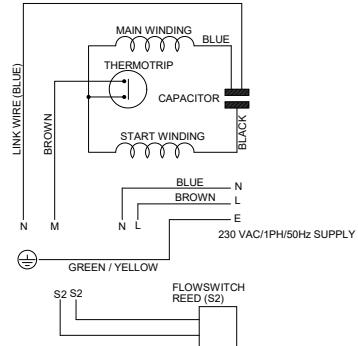 MAIN WINDING
BLUE
THERMOTRIP
CAPACITOR
LINK WIRE (BLUE)
BROWN
BLACK
START WINDING
BLUE
N
BROWN
L
N
M
N
L
E
230 VAC/1PH/50Hz SUPPLY
GREEN / YELLOW
S2
S2
FLOWSWITCH
REED (S2)